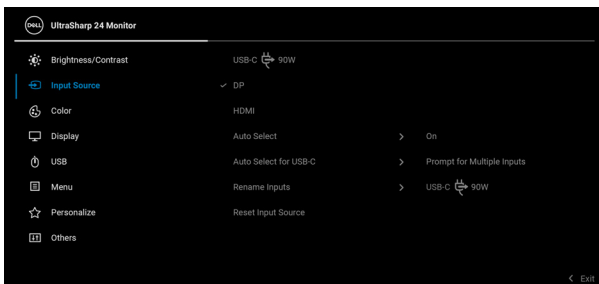 DELL UltraSharp 24 Monitor
Brightness/Contrast USB-C 90W
Input Source DP
Color HDMI
Display Auto Select > On
USB Auto Select for USB-C > Prompt for Multiple Inputs
Menu Rename Inputs > USB-C 90W
Personalize Reset Input Source
Others
< Exit